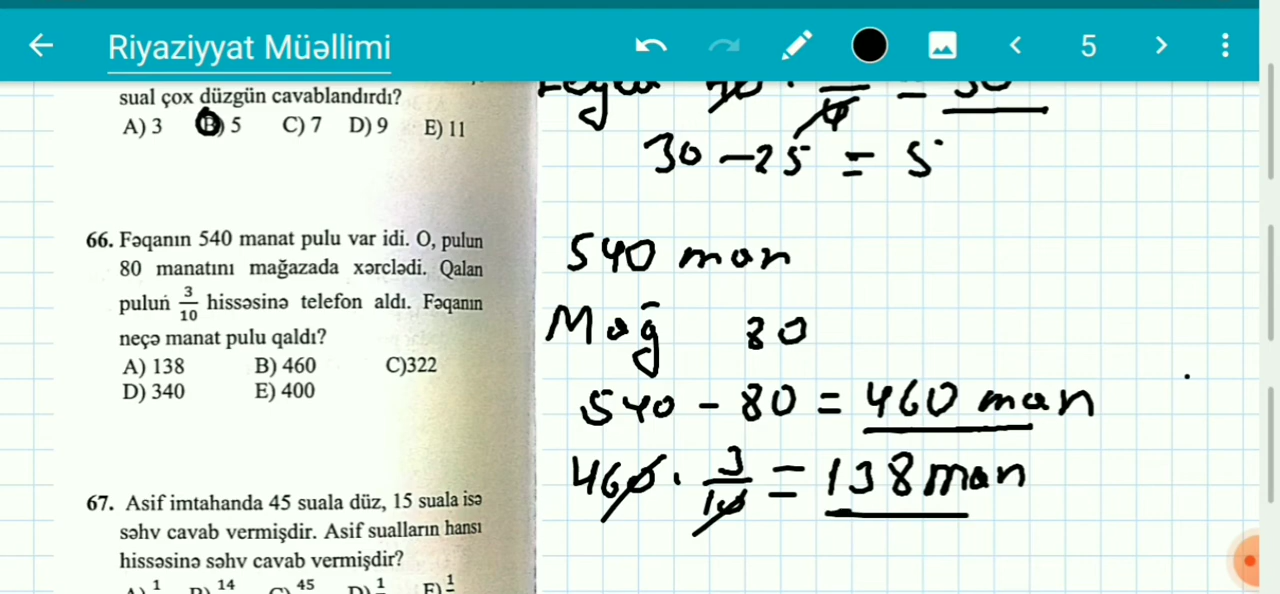 Riyaziyyat Müəllimi
5
sual çox düzgün cavablandırdı?
A) 3 B) 5 C) 7 D) 9 E) 11
30 - 25 = 5
66. Fəqanın 540 manat pulu var idi. O, pulun
80 manatını mağazada xərclədi. Qalan
pulun 3/10 hissəsinə telefon aldı. Fəqanın
neçə manat pulu qaldı?
A) 138 B) 460 C)322
D) 340 E) 400
540 man
Mağ 80
540 - 80 = 460 man
460 · 3/10 = 138 man
67. Asif imtahanda 45 suala düz, 15 suala isə
səhv cavab vermişdir. Asif sualların hansı
hissəsinə səhv cavab vermişdir?